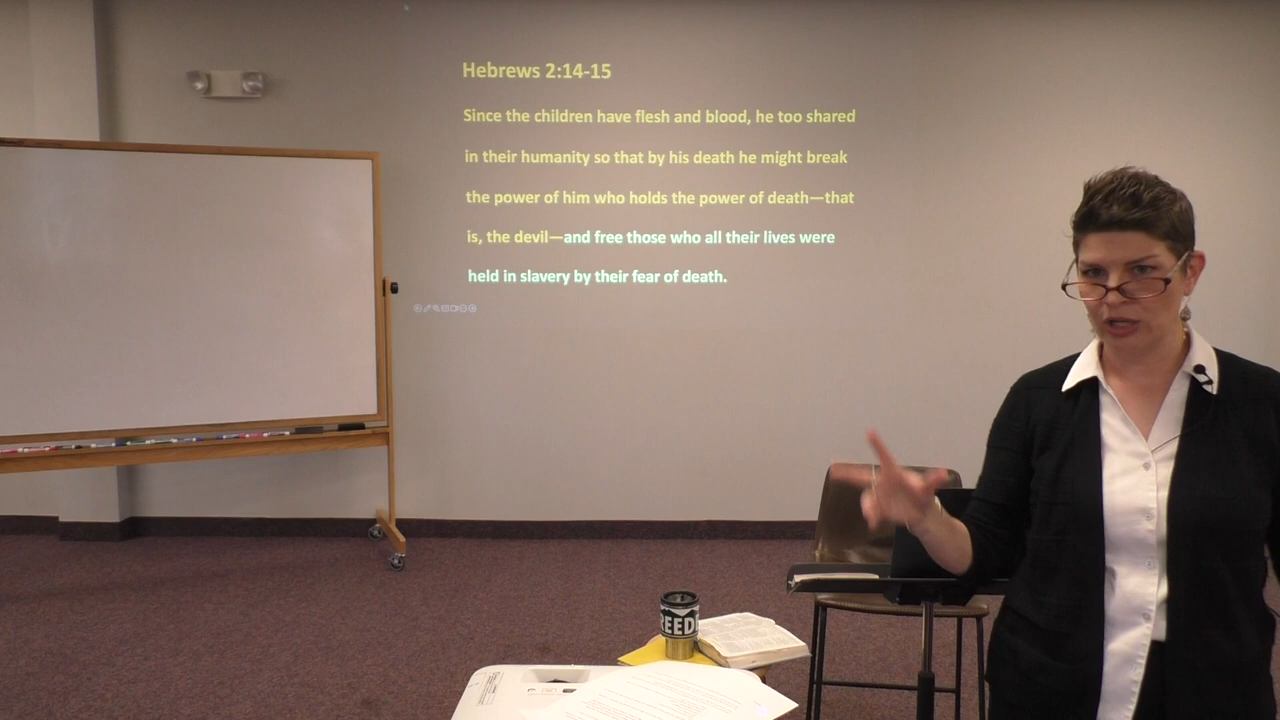 Hebrews 2:14-15
Since the children have flesh and blood, he too shared
in their humanity so that by his death he might break
the power of him who holds the power of death—that
is, the devil—and free those who all their lives were
held in slavery by their fear of death.